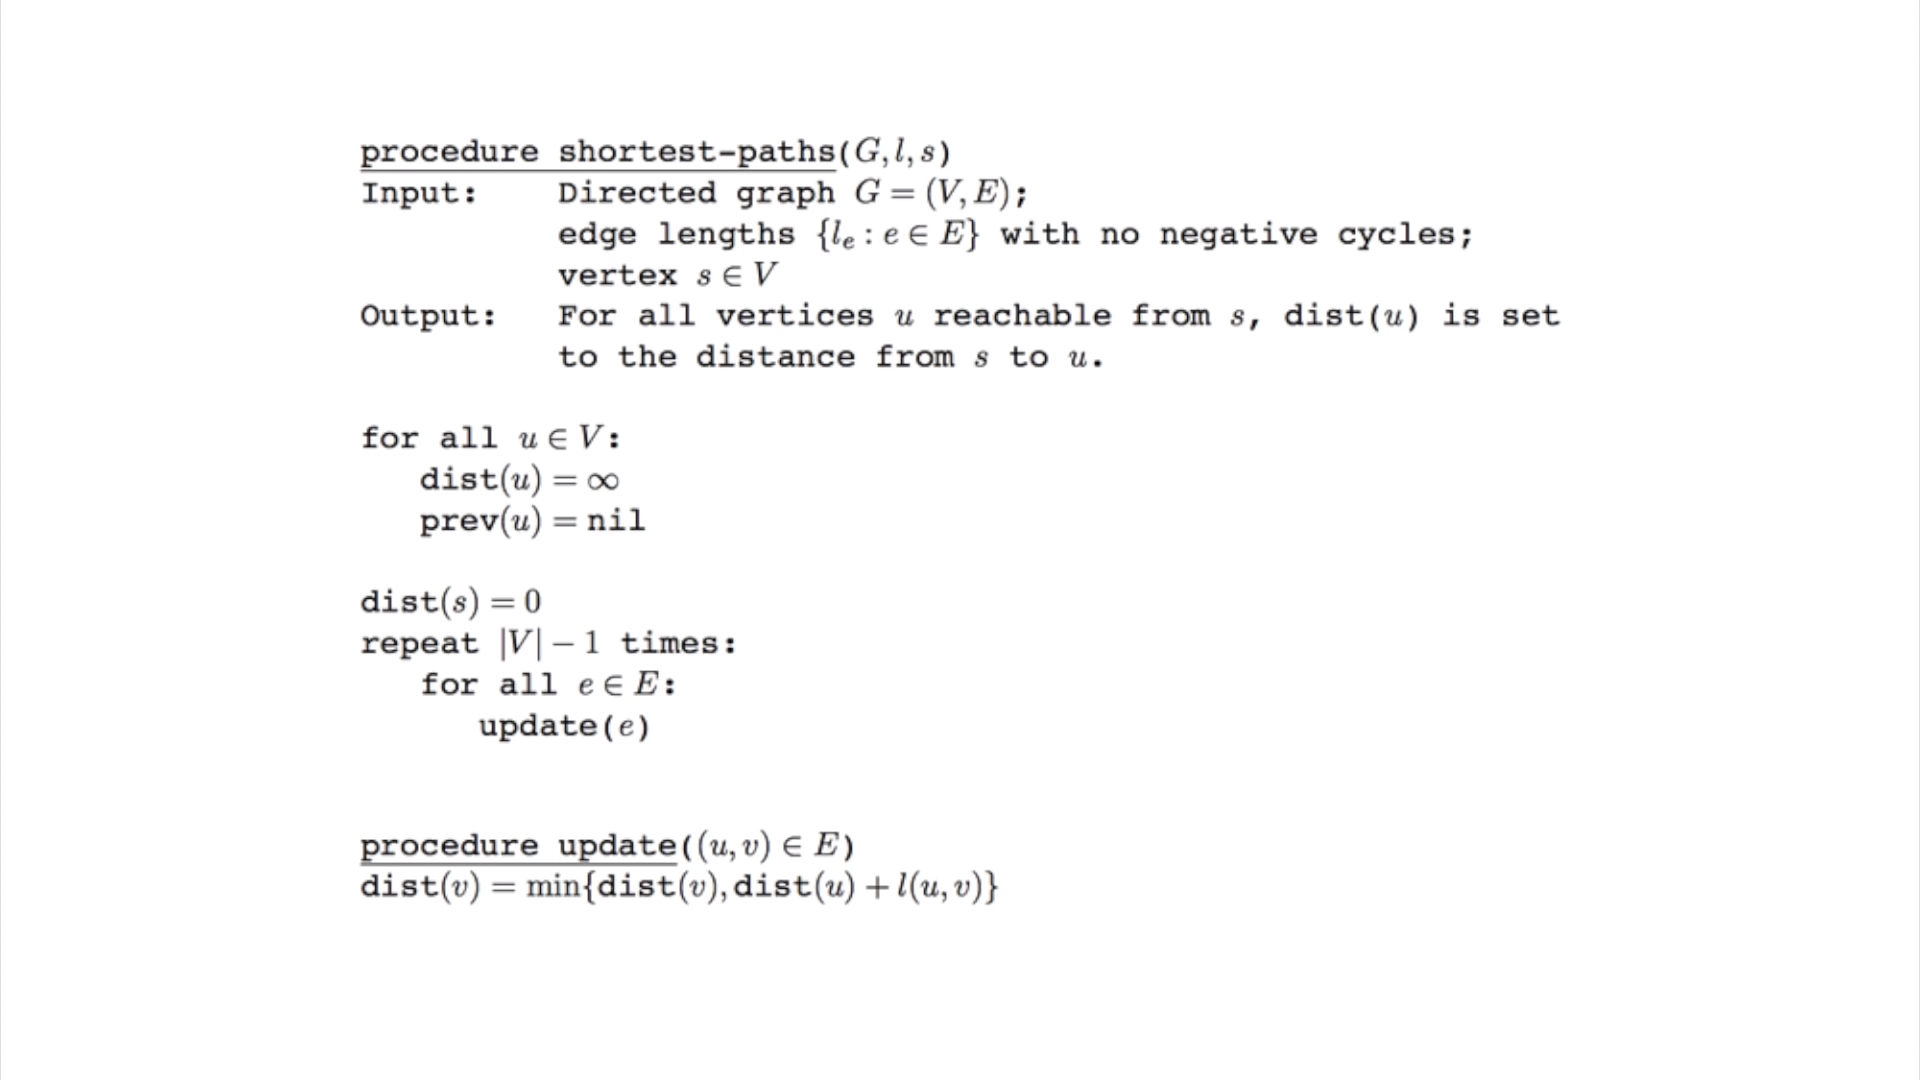 procedure shortest-paths(G, l, s)
Input: Directed graph G = (V, E);
edge lengths {lₑ : e ∈ E} with no negative cycles;
vertex s ∈ V
Output: For all vertices u reachable from s, dist(u) is set
to the distance from s to u.
for all u ∈ V:
dist(u) = ∞
prev(u) = nil
dist(s) = 0
repeat |V| − 1 times:
for all e ∈ E:
update(e)
procedure update((u, v) ∈ E)
dist(v) = min{dist(v), dist(u) + l(u, v)}